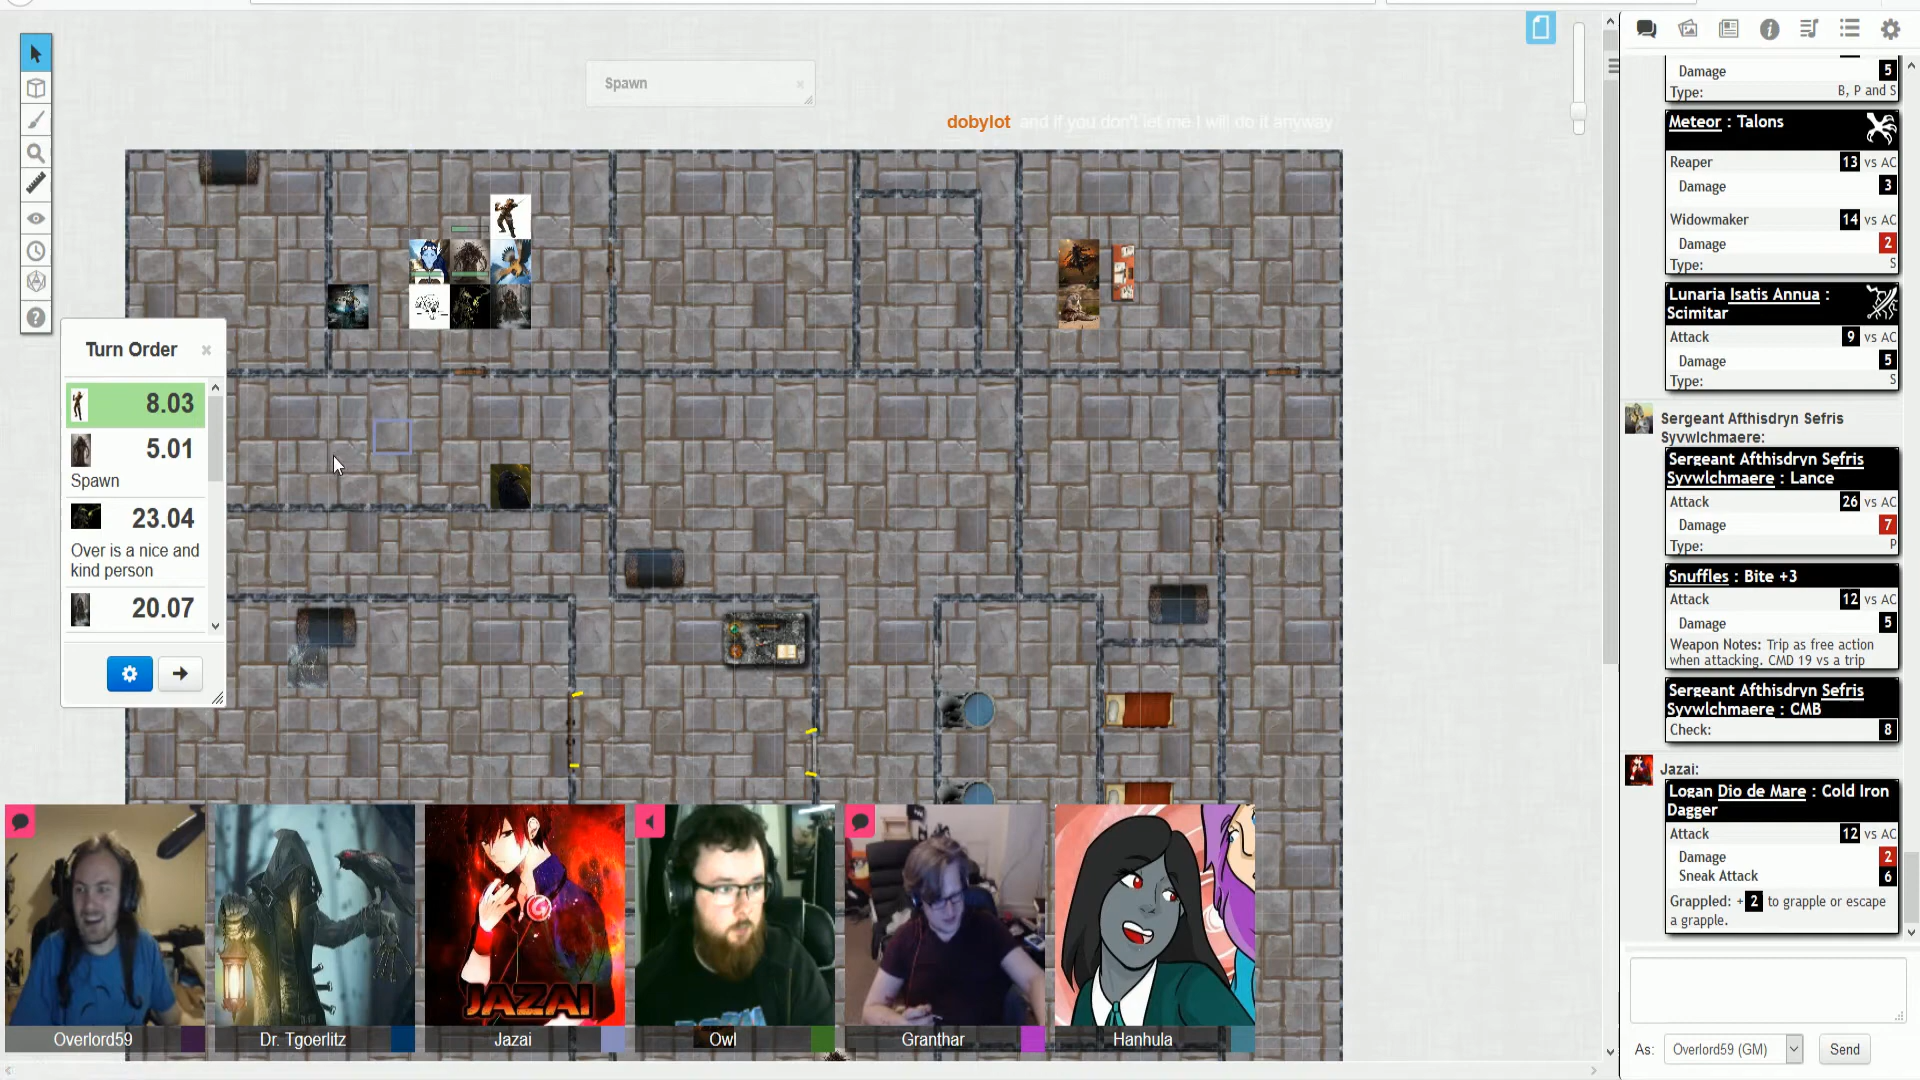 Spawn
dobylot and if you don't let me I will do it anyway
Turn Order
8.03
5.01
Spawn
23.04
Over is a nice and
kind person
20.07
Damage 5
Type: B, P and S
Meteor : Talons
Reaper 13 vs AC
Damage 3
Widowmaker 14 vs AC
Damage 2
Type: S
Lunaria Isatis Annua :
Scimitar
Attack 9 vs AC
Damage 5
Type: S
Sergeant Afthisdryn Sefris
Syvwlchmaere:
Sergeant Afthisdryn Sefris
Syvwlchmaere : Lance
Attack 26 vs AC
Damage 7
Type: P
Snuffles : Bite +3
Attack 12 vs AC
Damage 5
Weapon Notes: Trip as free action
when attacking. CMD 19 vs a trip
Sergeant Afthisdryn Sefris
Syvwlchmaere : CMB
Check: 8
Jazai:
Logan Dio de Mare : Cold Iron
Dagger
Attack 12 vs AC
Damage 2
Sneak Attack 6
Grappled: + 2 to grapple or escape
a grapple.
JAZAI
Overlord59
Dr. Tgoerlitz
Jazai
Owl
Granthar
Hanhula
As: Overlord59 (GM) Send